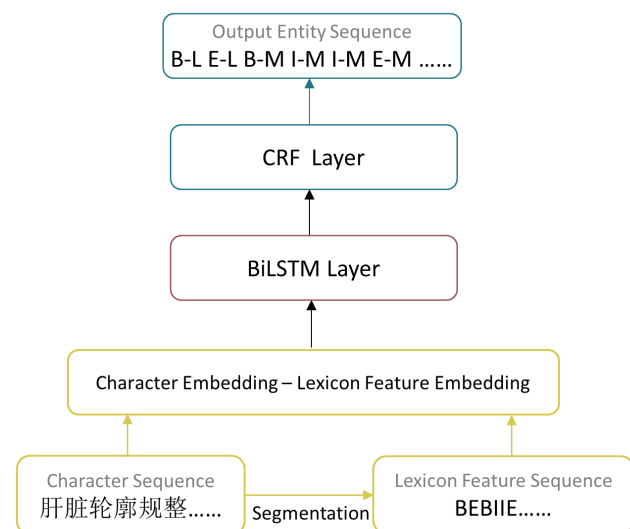 Output Entity Sequence
B-L E-L B-M I-M I-M E-M ……
CRF Layer
BiLSTM Layer
Character Embedding – Lexicon Feature Embedding
Character Sequence
肝脏轮廓规整……
Segmentation
Lexicon Feature Sequence
BEBIIE……